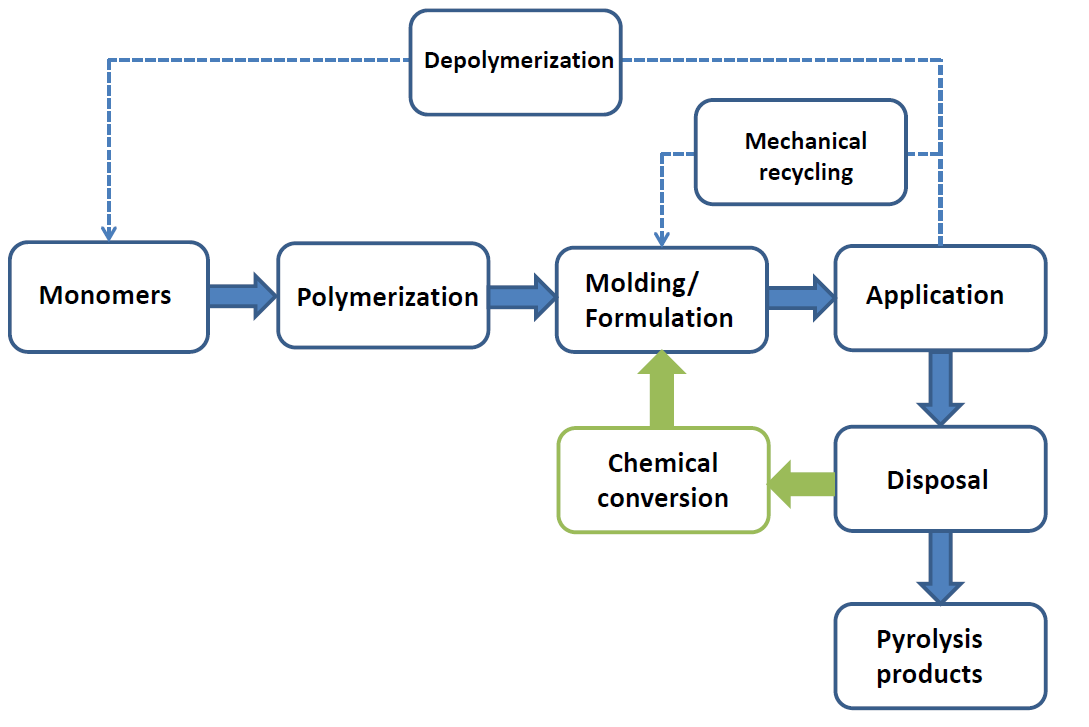 Depolymerization
Mechanical
recycling
Monomers
Polymerization
Molding/
Formulation
Application
Chemical
conversion
Disposal
Pyrolysis
products